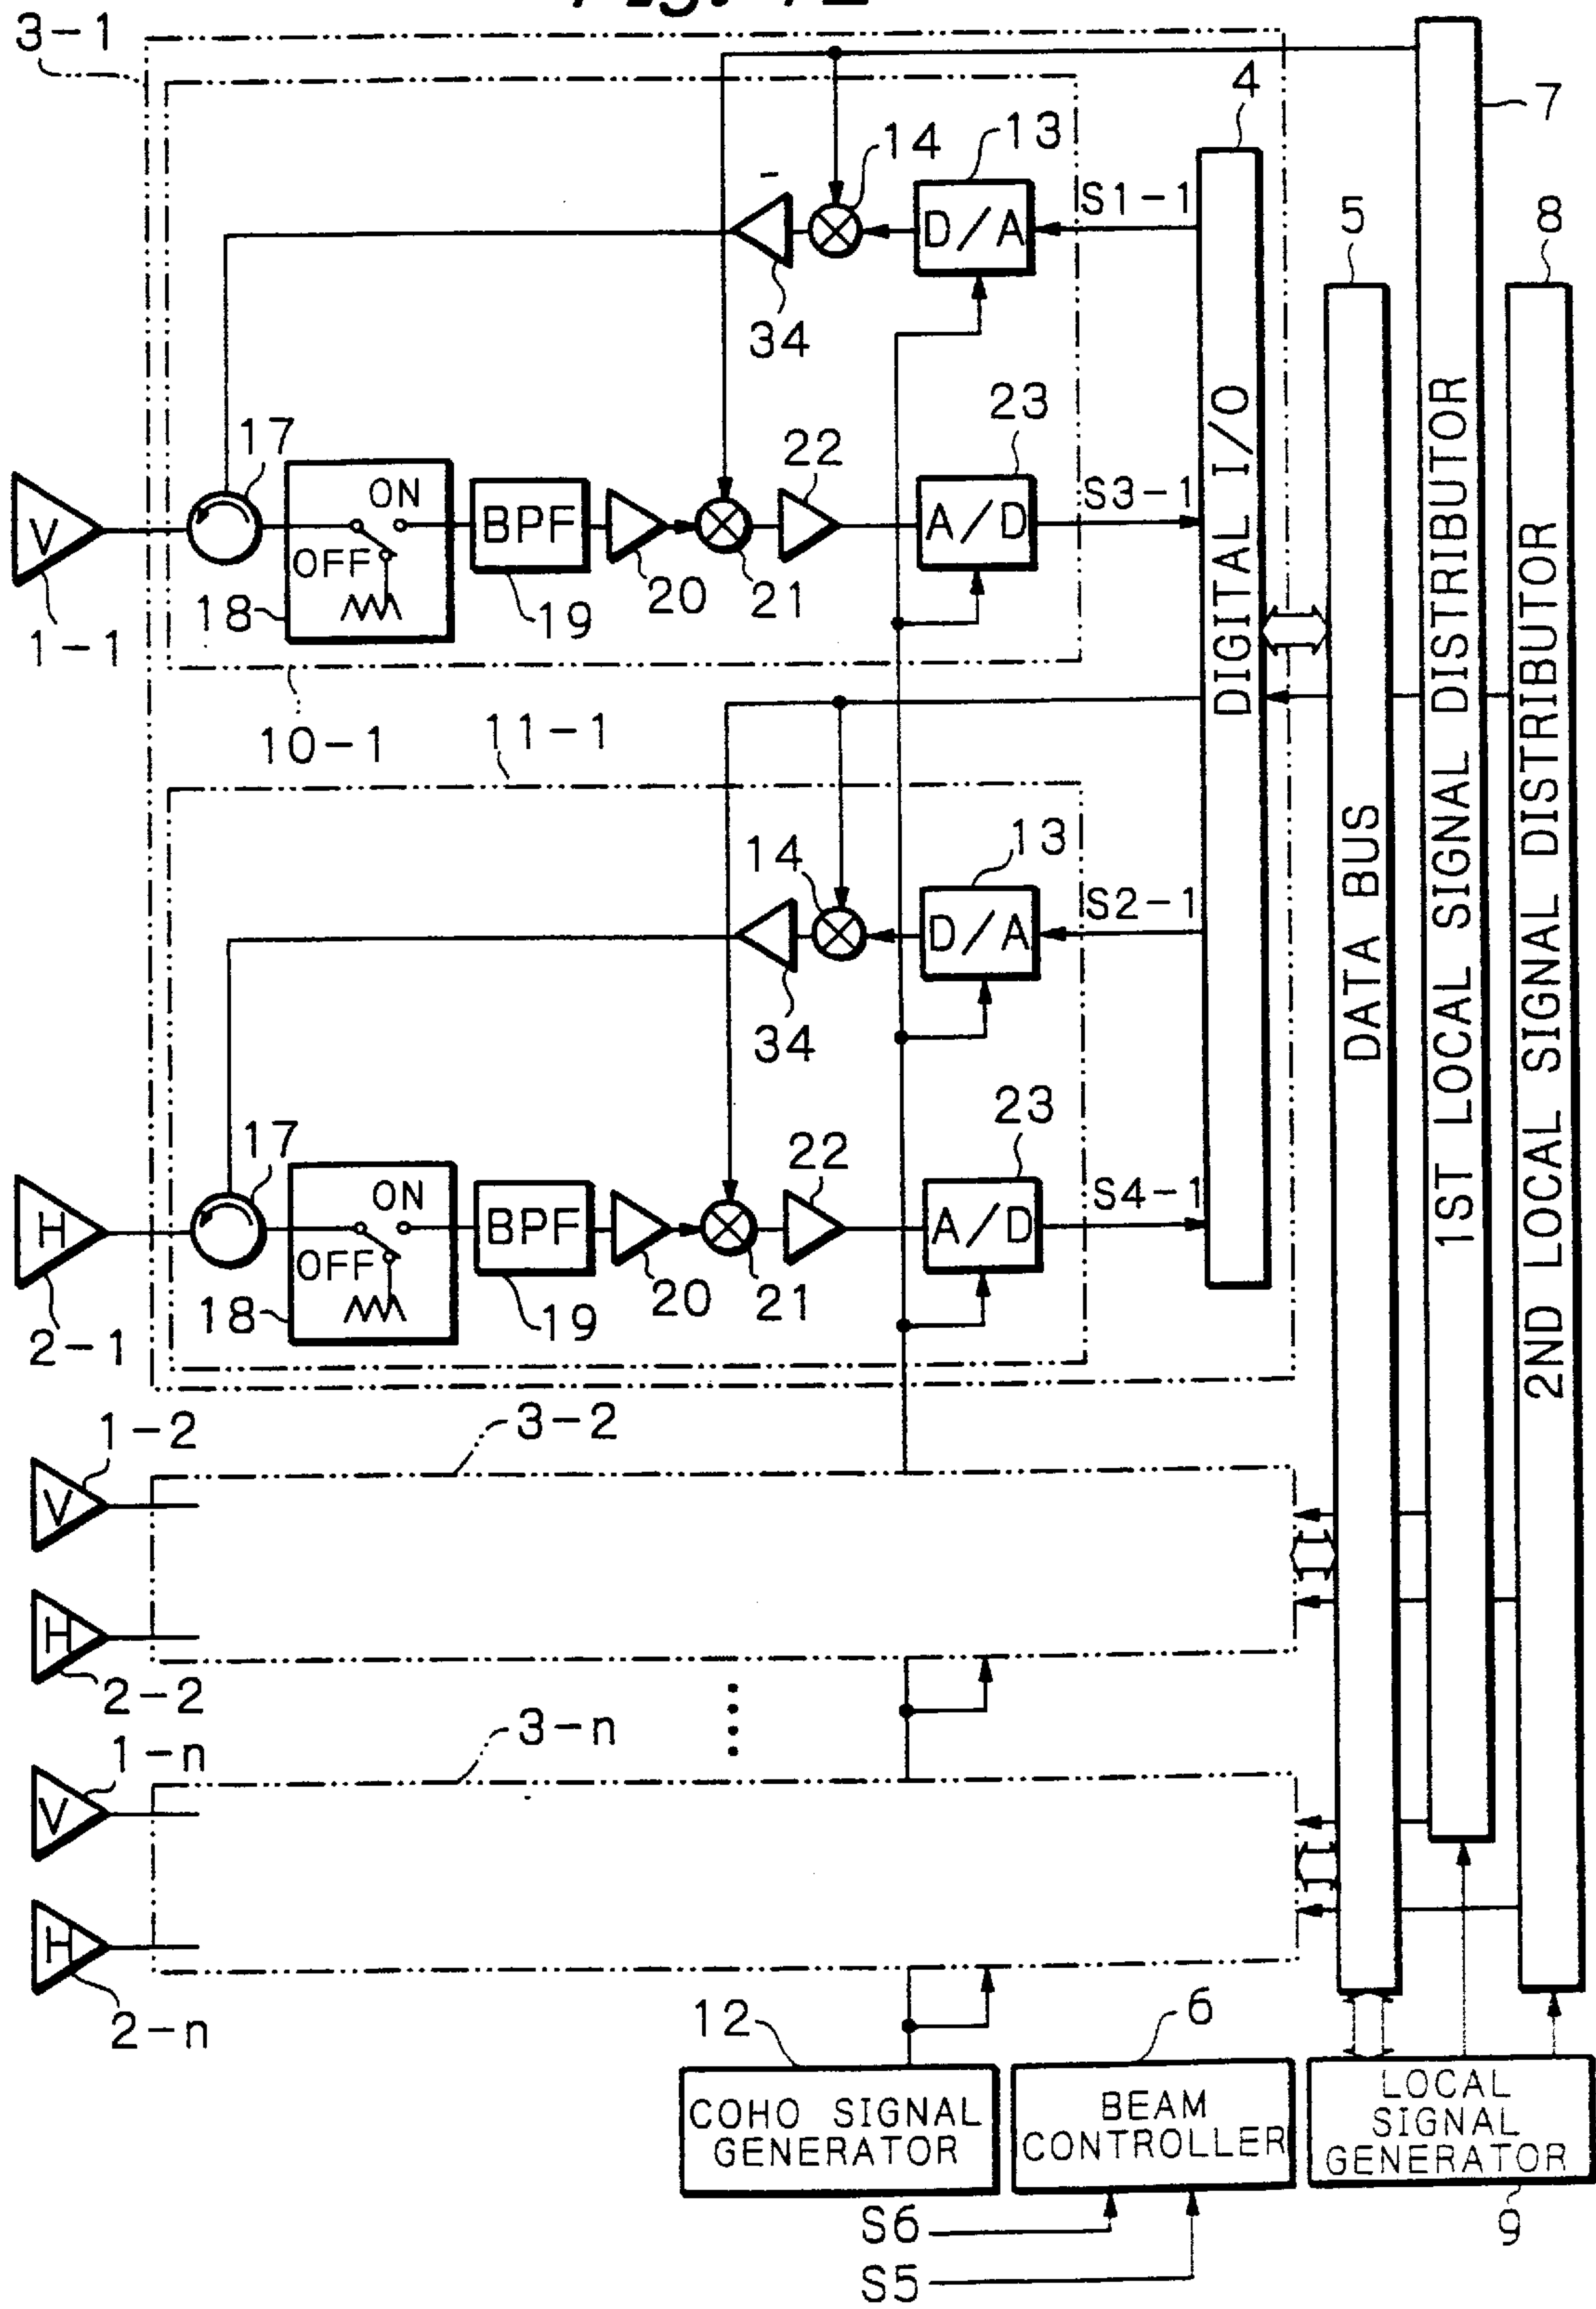 3-1
4
7
14
13
S1-1
D/A
5
8
34
17
22
23
S3-1
ON
V
BPF
A/D
OFF
18
20
21
19
1-1
DIGITAL I/O
10-1
11-1
14
13
S2-1
D/A
34
17
22
23
S4-1
ON
H
BPF
A/D
OFF
18
20
21
19
2-1
DATA BUS
1ST LOCAL SIGNAL DISTRIBUTOR
2ND LOCAL SIGNAL DISTRIBUTOR
1-2
3-2
V
H
2-2
3-n
1-n
V
H
2-n
12
6
COHO SIGNAL
GENERATOR
BEAM
CONTROLLER
LOCAL
SIGNAL
GENERATOR
S6
9
S5